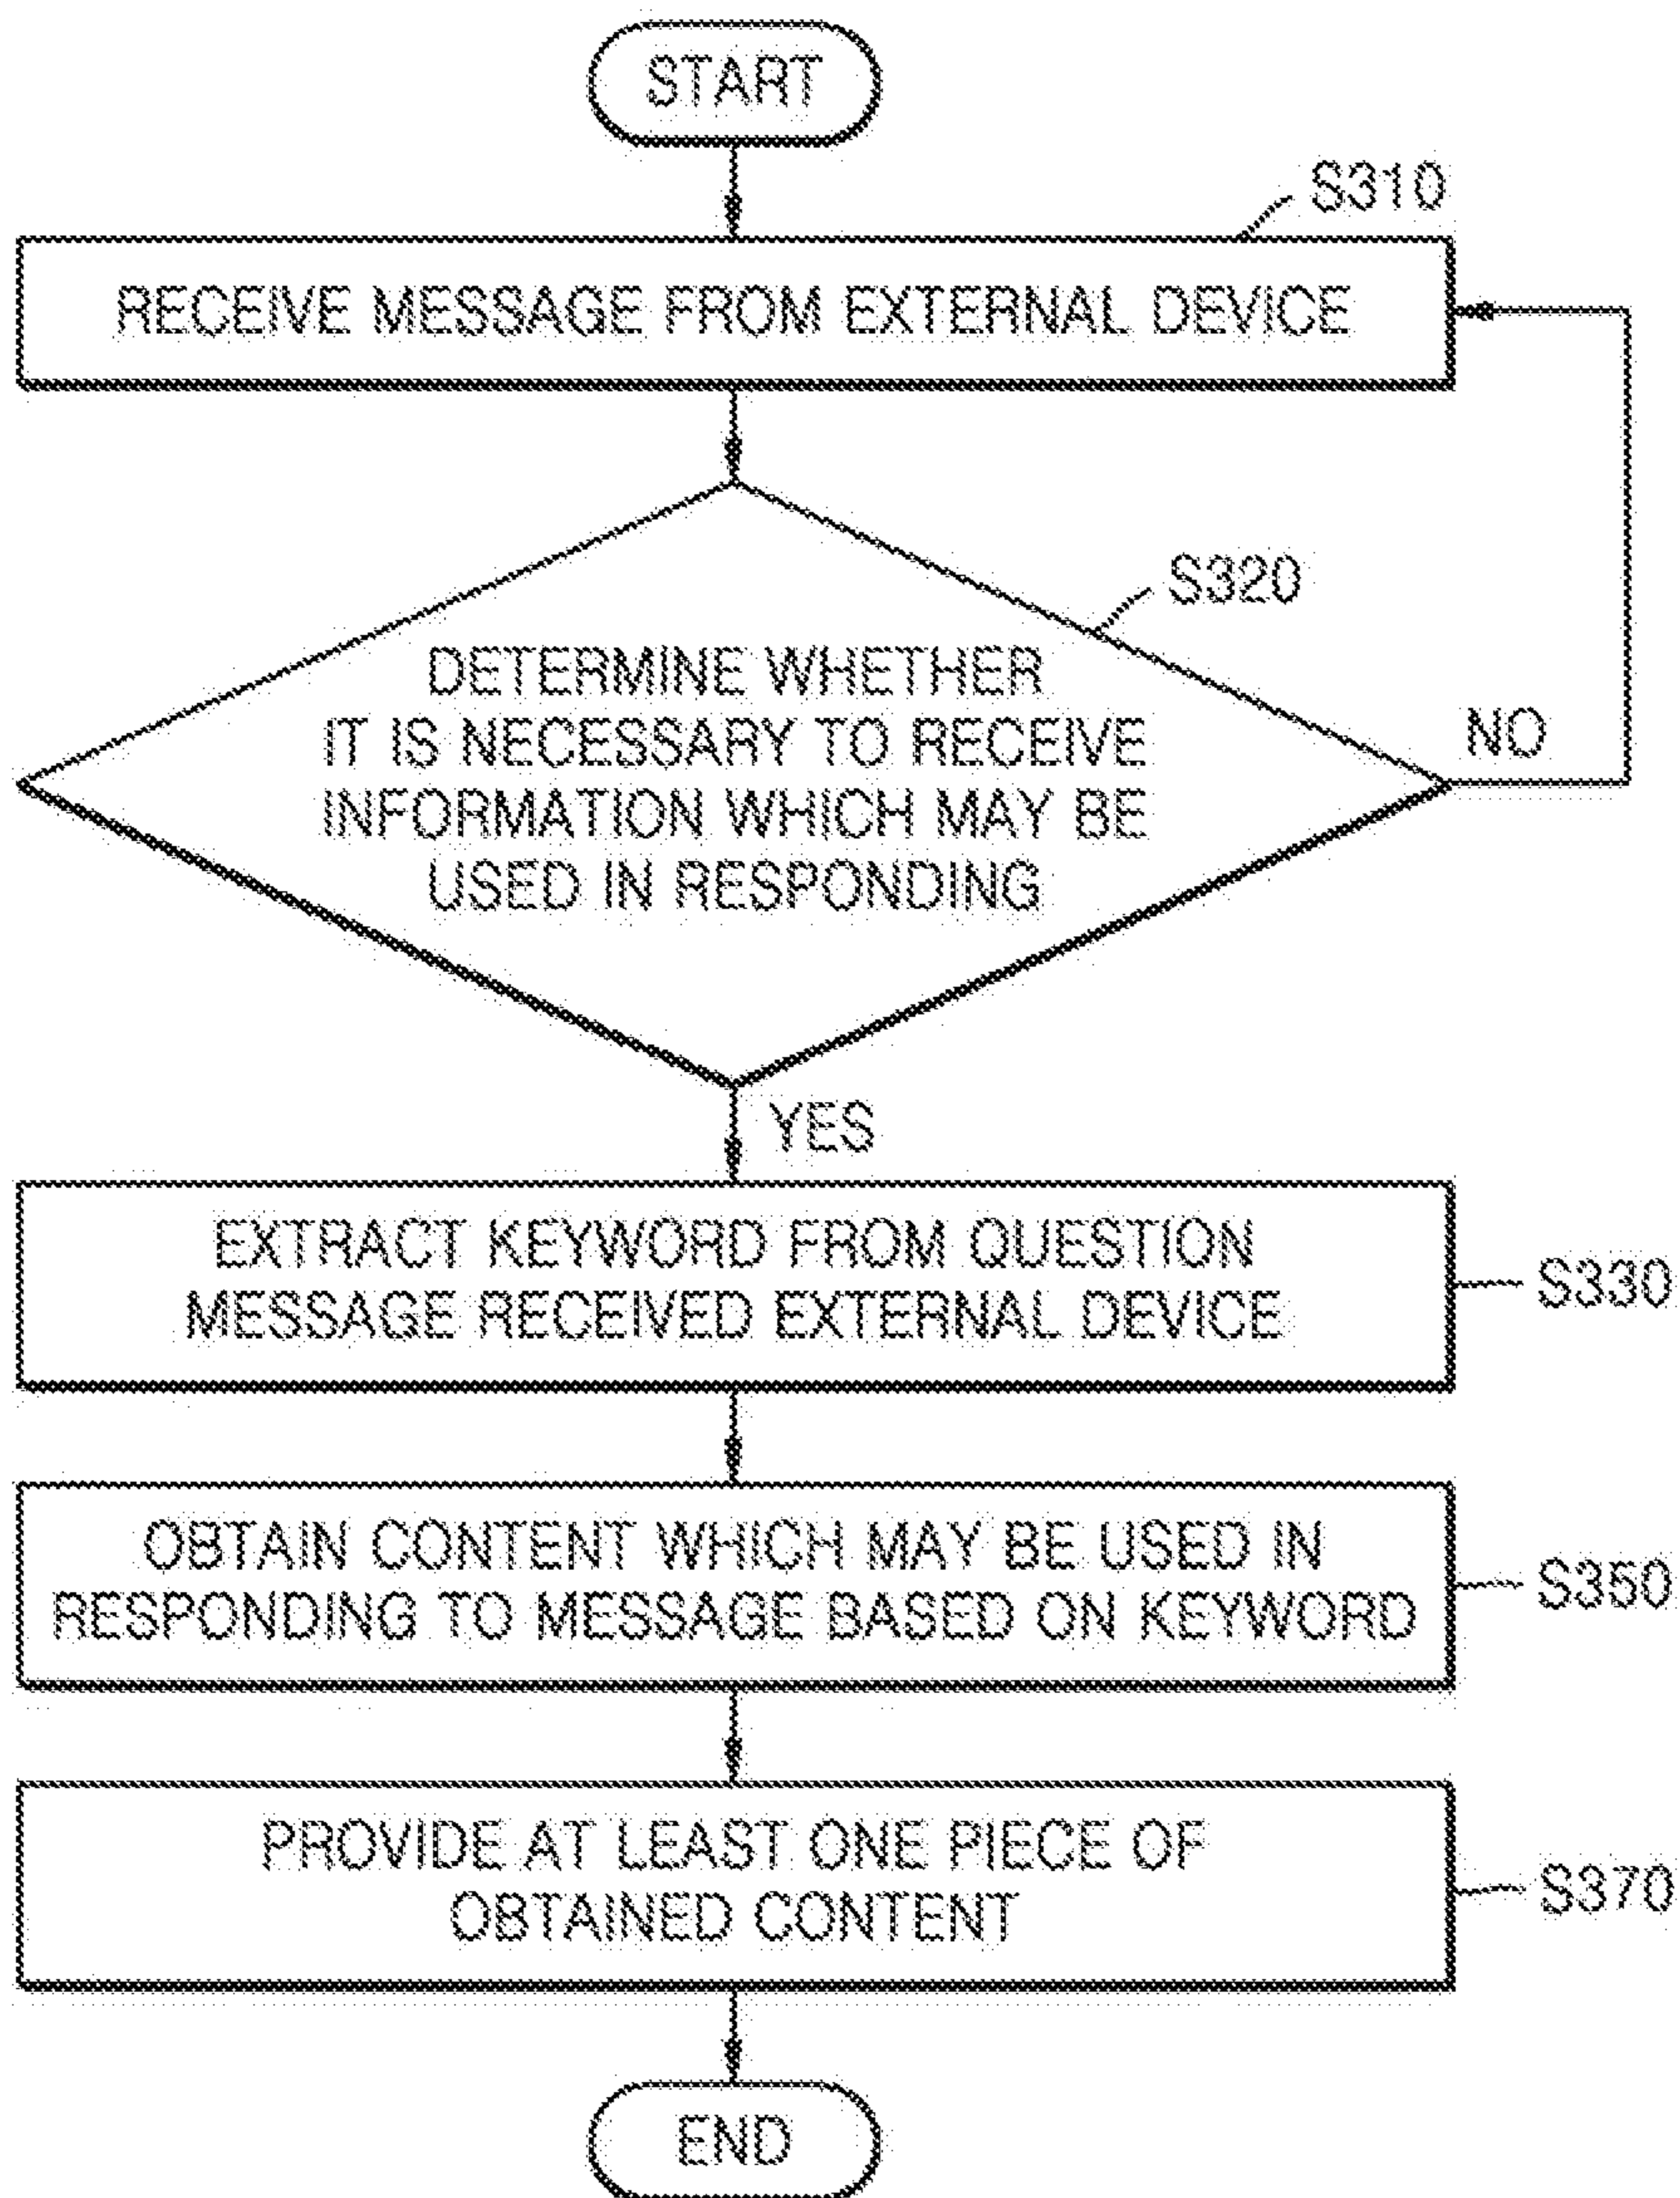 START
S310
RECEIVE MESSAGE FROM EXTERNAL DEVICE
S320
DETERMINE WHETHER
IT IS NECESSARY TO RECEIVE
INFORMATION WHICH MAY BE
USED IN RESPONDING
NO
YES
EXTRACT KEYWORD FROM QUESTION
MESSAGE RECEIVED EXTERNAL DEVICE
S330
OBTAIN CONTENT WHICH MAY BE USED IN
RESPONDING TO MESSAGE BASED ON KEYWORD
S350
PROVIDE AT LEAST ONE PIECE OF
OBTAINED CONTENT
S370
END